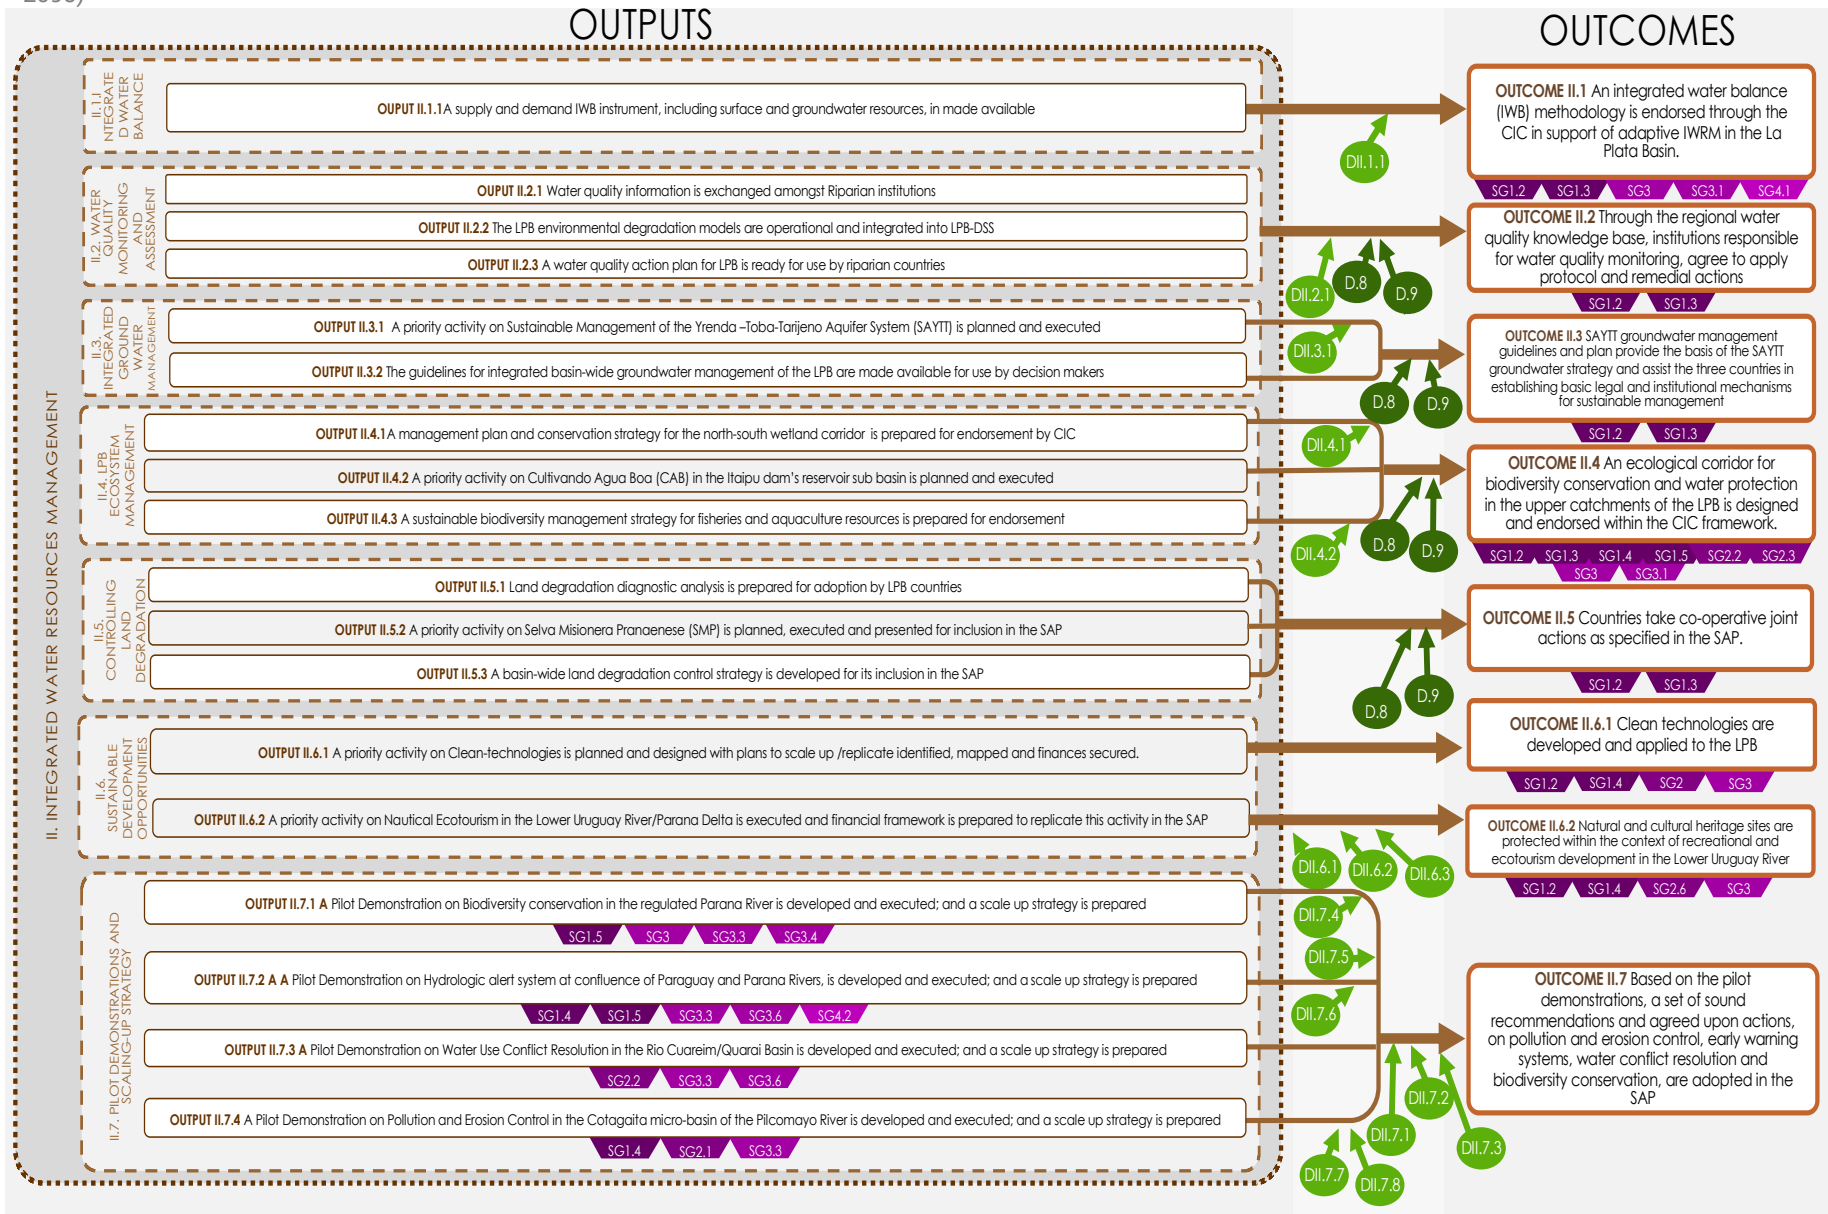 OUTPUTS
OUTCOMES
II. INTEGRATED WATER RESOURCES MANAGEMENT
II.1.I
NTEGRATE
D WATER
BALANCE
OUPUT II.1.1A supply and demand IWB instrument, including surface and groundwater resources, in made available
DII.1.1
OUTCOME II.1 An integrated water balance
(IWB) methodology is endorsed through the
CIC in support of adaptive IWRM in the La
Plata Basin.
SG1.2 SG1.3 SG3 SG3.1 SG4.1
II.2. WATER
QUALITY
MONITORING
AND
ASSESSMENT
OUPUT II.2.1 Water quality information is exchanged amongst Riparian institutions
OUTPUT II.2.2 The LPB environmental degradation models are operational and integrated into LPB-DSS
OUTPUT II.2.3 A water quality action plan for LPB is ready for use by riparian countries
DII.2.1 D.8 D.9
OUTCOME II.2 Through the regional water
quality knowledge base, institutions responsible
for water quality monitoring, agree to apply
protocol and remedial actions
SG1.2 SG1.3
II.3.
INTEGRATED
GROUND
WATER
MANAGEMENT
OUTPUT II.3.1 A priority activity on Sustainable Management of the Yrenda –Toba-Tarijeno Aquifer System (SAYTT) is planned and executed
OUTPUT II.3.2 The guidelines for integrated basin-wide groundwater management of the LPB are made available for use by decision makers
DII.3.1
D.8 D.9
OUTCOME II.3 SAYTT groundwater management
guidelines and plan provide the basis of the SAYTT
groundwater strategy and assist the three countries in
establishing basic legal and institutional mechanisms
for sustainable management
SG1.2 SG1.3
II.4. LPB
ECOSYSTEM
MANAGEMENT
OUTPUT II.4.1A management plan and conservation strategy for the north-south wetland corridor is prepared for endorsement by CIC
OUTPUT II.4.2 A priority activity on Cultivando Agua Boa (CAB) in the Itaipu dam's reservoir sub basin is planned and executed
OUTPUT II.4.3 A sustainable biodiversity management strategy for fisheries and aquaculture resources is prepared for endorsement
DII.4.1
DII.4.2 D.8 D.9
OUTCOME II.4 An ecological corridor for
biodiversity conservation and water protection
in the upper catchments of the LPB is designed
and endorsed within the CIC framework.
SG1.2 SG1.3 SG1.4 SG1.5 SG2.2 SG2.3
SG3 SG3.1
II.5.
CONTROLLING
LAND
DEGRADATION
OUTPUT II.5.1 Land degradation diagnostic analysis is prepared for adoption by LPB countries
OUTPUT II.5.2 A priority activity on Selva Misionera Pranaenese (SMP) is planned, executed and presented for inclusion in the SAP
OUTPUT II.5.3 A basin-wide land degradation control strategy is developed for its inclusion in the SAP
D.8 D.9
OUTCOME II.5 Countries take co-operative joint
actions as specified in the SAP.
SG1.2 SG1.3
II.6.
SUSTAINABLE
DEVELOPMENT
OPPORTUNITIES
OUTPUT II.6.1 A priority activity on Clean-technologies is planned and designed with plans to scale up /replicate identified, mapped and finances secured.
OUTPUT II.6.2 A priority activity on Nautical Ecotourism in the Lower Uruguay River/Parana Delta is executed and financial framework is prepared to replicate this activity in the SAP
OUTCOME II.6.1 Clean technologies are
developed and applied to the LPB
SG1.2 SG1.4 SG2 SG3
DII.6.1 DII.6.2 DII.6.3
OUTCOME II.6.2 Natural and cultural heritage sites are
protected within the context of recreational and
ecotourism development in the Lower Uruguay River
SG1.2 SG1.4 SG2.6 SG3
II.7. PILOT DEMONSTRATIONS AND
SCALING-UP STRATEGY
OUTPUT II.7.1 A Pilot Demonstration on Biodiversity conservation in the regulated Parana River is developed and executed; and a scale up strategy is prepared
SG1.5 SG3 SG3.3 SG3.4
OUTPUT II.7.2 A A Pilot Demonstration on Hydrologic alert system at confluence of Paraguay and Parana Rivers, is developed and executed; and a scale up strategy is prepared
SG1.4 SG1.5 SG3.3 SG3.6 SG4.2
OUTPUT II.7.3 A Pilot Demonstration on Water Use Conflict Resolution in the Rio Cuareim/Quarai Basin is developed and executed; and a scale up strategy is prepared
SG2.2 SG3.3 SG3.6
OUTPUT II.7.4 A Pilot Demonstration on Pollution and Erosion Control in the Cotagaita micro-basin of the Pilcomayo River is developed and executed; and a scale up strategy is prepared
SG1.4 SG2.1 SG3.3
DII.7.4
DII.7.5
DII.7.6
DII.7.1 DII.7.2 DII.7.3
DII.7.7 DII.7.8
OUTCOME II.7 Based on the pilot
demonstrations, a set of sound
recommendations and agreed upon actions,
on pollution and erosion control, early warning
systems, water conflict resolution and
biodiversity conservation, are adopted in the
SAP